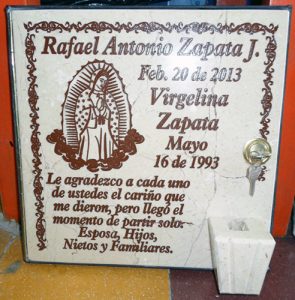 Rafael Antonio Zapata J.
Feb. 20 de 2013
Virgelina
Zapata
Mayo
16 de 1993
Le agradezco a cada uno
de ustedes el cariño que
me dieron, pero llegó el
momento de partir solo.
Esposa, Hijos,
Nietos y Familiares.